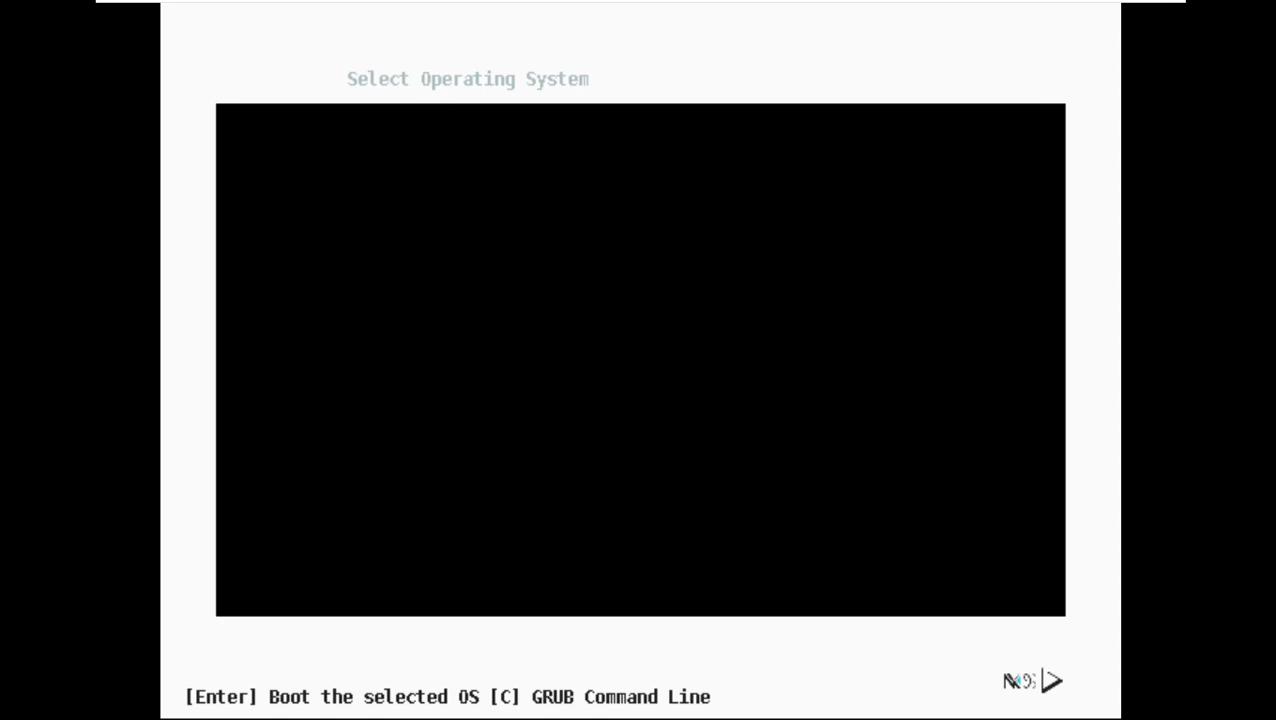 Select Operating System
[Enter] Boot the selected OS [C] GRUB Command Line